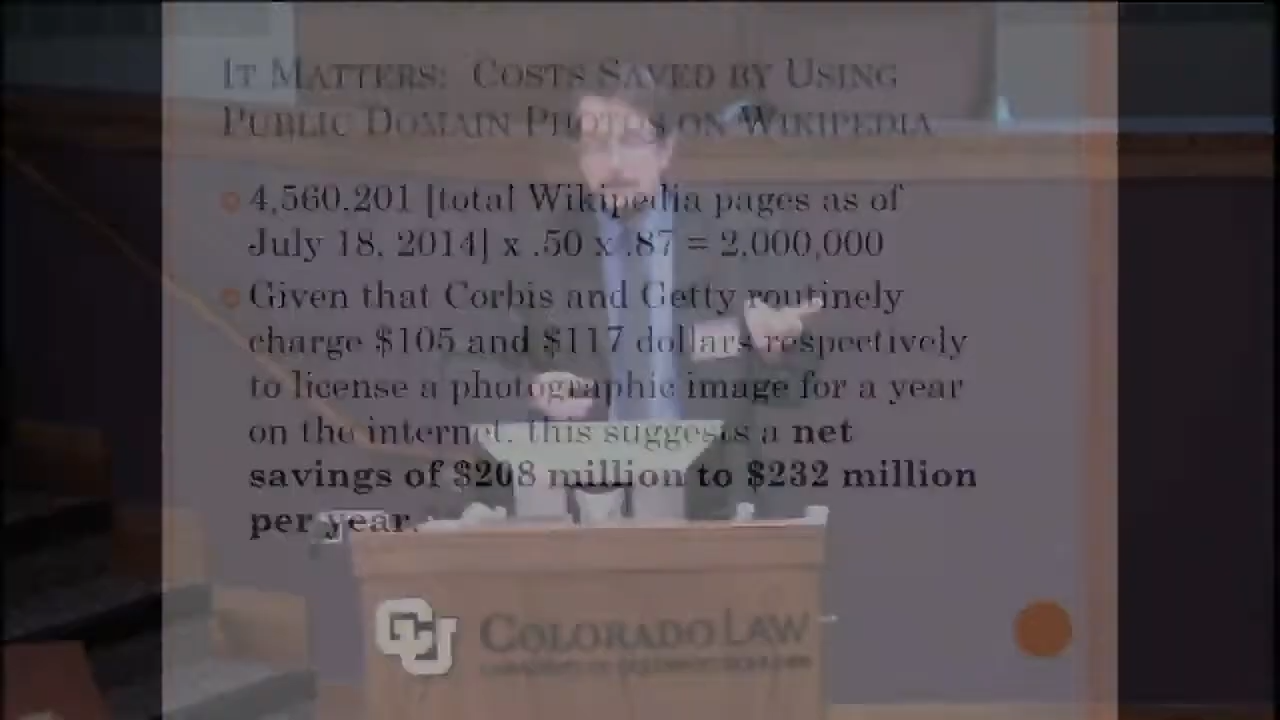 IT MATTERS: COSTS SAVED BY USING
PUBLIC DOMAIN PHOTOS ON WIKIPEDIA
4,560.201 [total Wikipedia pages as of
July 18, 2014] x .50 x .87 = 2,000,000
Given that Corbis and Getty routinely
charge $105 and $117 dollars respectively
to license a photographic image for a year
on the internet, this suggests a net
savings of $208 million to $232 million
per year.
CU COLORADO LAW